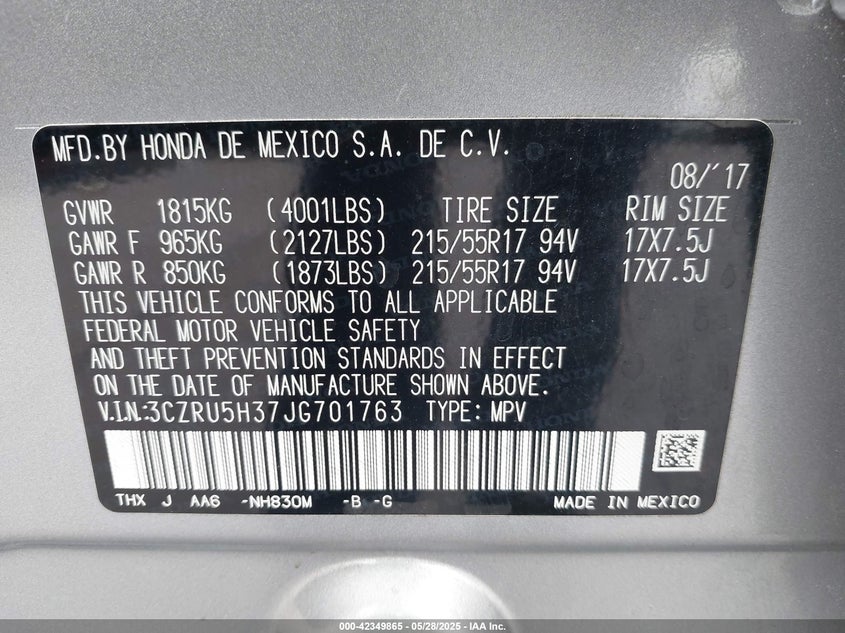 MFD.BY HONDA DE MEXICO S.A. DE C.V.
08/'17
GVWR 1815KG (4001LBS) TIRE SIZE RIM SIZE
GAWR F 965KG (2127LBS) 215/55R17 94V 17X7.5J
GAWR R 850KG (1873LBS) 215/55R17 94V 17X7.5J
THIS VEHICLE CONFORMS TO ALL APPLICABLE
FEDERAL MOTOR VEHICLE SAFETY
AND THEFT PREVENTION STANDARDS IN EFFECT
ON THE DATE OF MANUFACTURE SHOWN ABOVE.
V.I.N.:3CZRU5H37JG701763 TYPE: MPV
THX J AA6 -NH830M -B -G MADE IN MEXICO
000-42349865 - 05/28/2025 - IAA Inc.